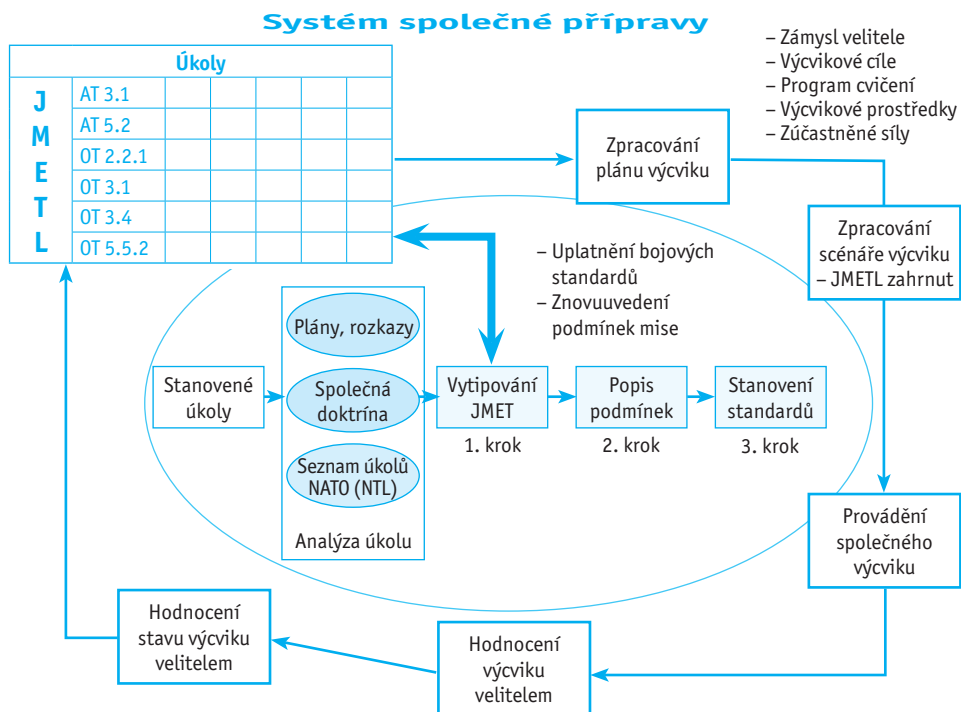 Systém společné přípravy
Úkoly
J
M
E
T
L
AT 3.1
AT 5.2
OT 2.2.1
OT 3.1
OT 3.4
OT 5.5.2
– Zámysl velitele
– Výcvikové cíle
– Program cvičení
– Výcvikové prostředky
– Zúčastněné síly
Zpracování
plánu výcviku
Zpracování
scénáře výcviku
– JMETL zahrnut
– Uplatnění bojových
standardů
– Znovuuvedení
podmínek mise
Stanovené
úkoly
Plány, rozkazy
Společná
doktrína
Seznam úkolů
NATO (NTL)
Analýza úkolu
Vytipování
JMET
1. krok
Popis
podmínek
2. krok
Stanovení
standardů
3. krok
Provádění
společného
výcviku
Hodnocení
výcviku
velitelem
Hodnocení
stavu výcviku
velitelem